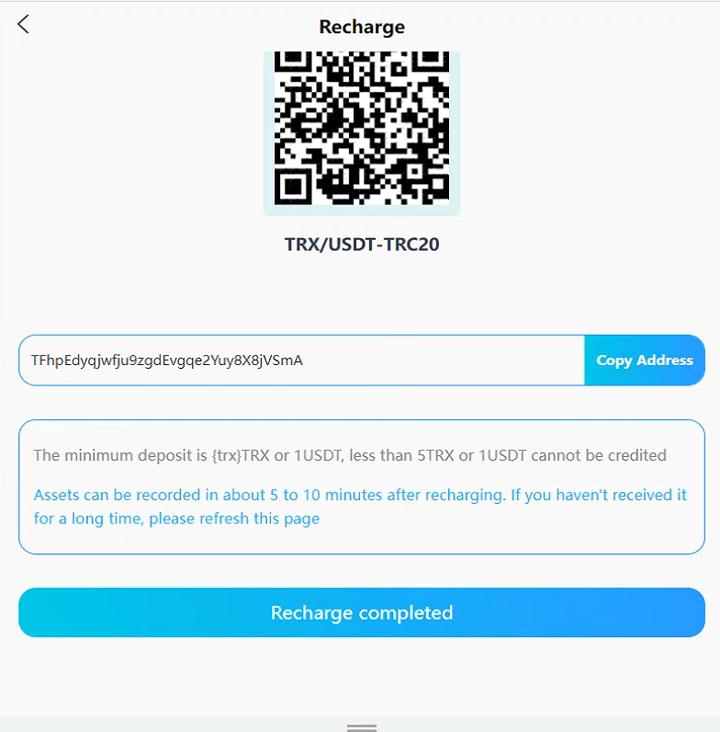 Recharge
TRX/USDT-TRC20
TFhpEdyqjwfju9zgdEvgqe2Yuy8X8jVSmA
Copy Address
The minimum deposit is {trx}TRX or 1USDT, less than 5TRX or 1USDT cannot be credited
Assets can be recorded in about 5 to 10 minutes after recharging. If you haven't received it
for a long time, please refresh this page
Recharge completed